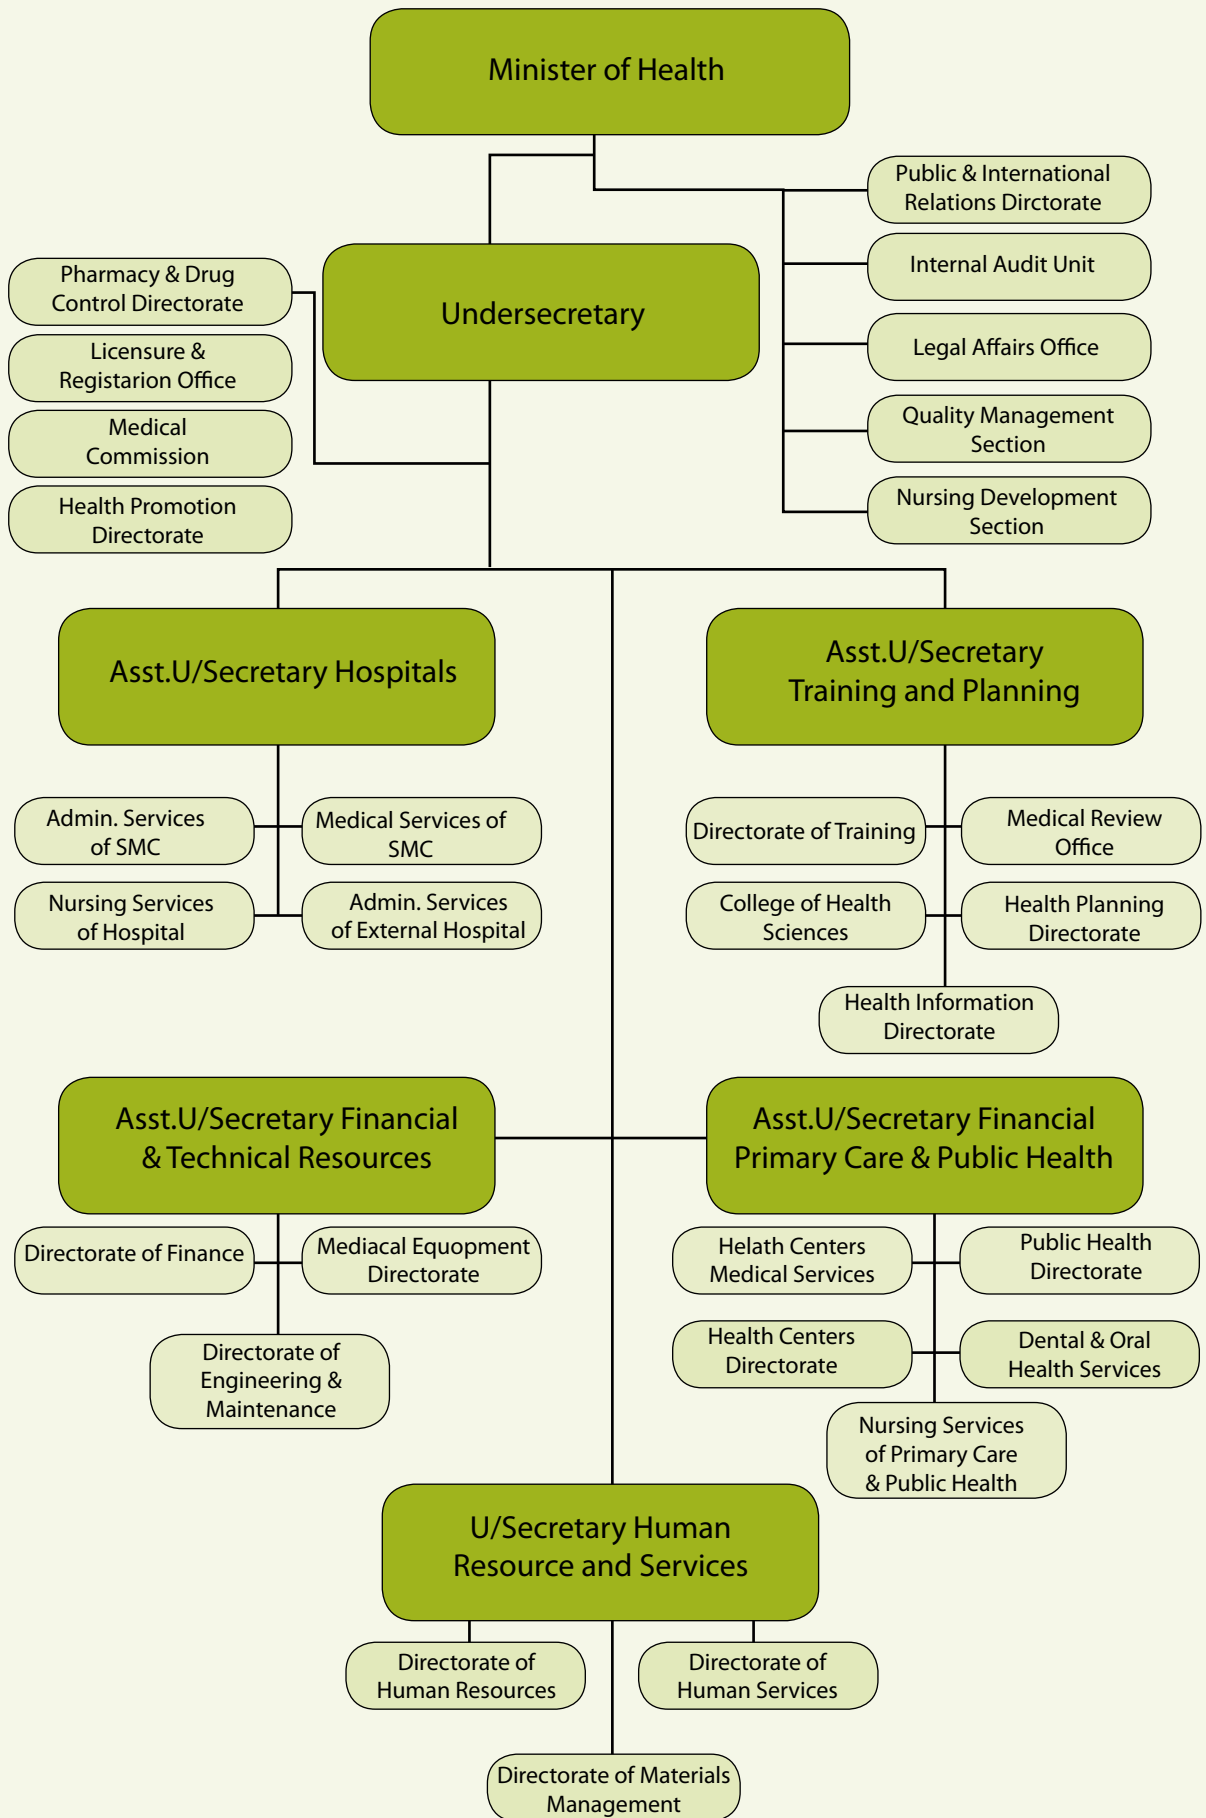 Minister of Health
Public & International
Relations Dirctorate
Internal Audit Unit
Legal Affairs Office
Quality Management
Section
Nursing Development
Section
Undersecretary
Pharmacy & Drug
Control Directorate
Licensure &
Registarion Office
Medical
Commission
Health Promotion
Directorate
Asst.U/Secretary Hospitals
Admin. Services
of SMC
Medical Services of
SMC
Nursing Services
of Hospital
Admin. Services
of External Hospital
Asst.U/Secretary
Training and Planning
Directorate of Training
Medical Review
Office
College of Health
Sciences
Health Planning
Directorate
Health Information
Directorate
Asst.U/Secretary Financial
& Technical Resources
Directorate of Finance
Mediacal Equopment
Directorate
Directorate of
Engineering &
Maintenance
Asst.U/Secretary Financial
Primary Care & Public Health
Helath Centers
Medical Services
Public Health
Directorate
Health Centers
Directorate
Dental & Oral
Health Services
Nursing Services
of Primary Care
& Public Health
U/Secretary Human
Resource and Services
Directorate of
Human Resources
Directorate of
Human Services
Directorate of Materials
Management